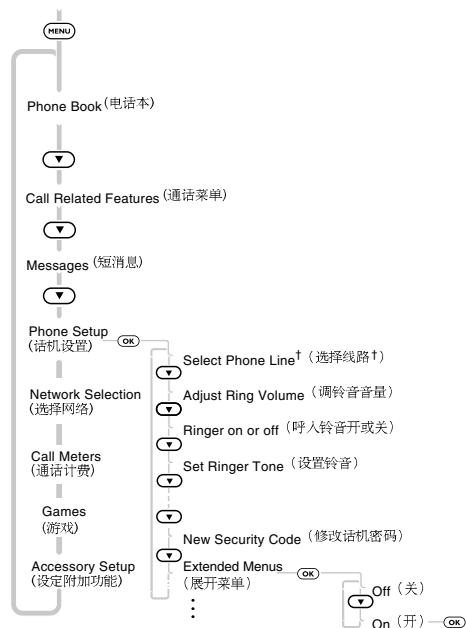 MENU
Phone Book (电话本)
Call Related Features (通话菜单)
Messages (短消息)
Phone Setup
(话机设置)
OK
Select Phone Line† (选择线路†)
Adjust Ring Volume (调铃音音量)
Network Selection
(选择网络)
Ringer on or off (呼入铃音开或关)
Call Meters
(通话计费)
Set Ringer Tone (设置铃音)
Games
(游戏)
New Security Code (修改话机密码)
Accessory Setup
(设定附加功能)
Extended Menus
(展开菜单)
OK
Off (关)
On (开)
OK